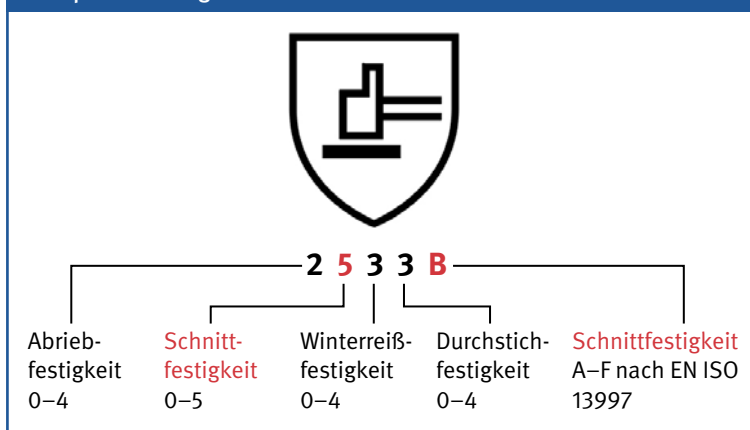 2 5 3 3 B
Abrieb-
festigkeit
0–4
Schnitt-
festigkeit
0–5
Winterreiß-
festigkeit
0–4
Durchstich-
festigkeit
0–4
Schnittfestigkeit
A–F nach EN ISO
13997